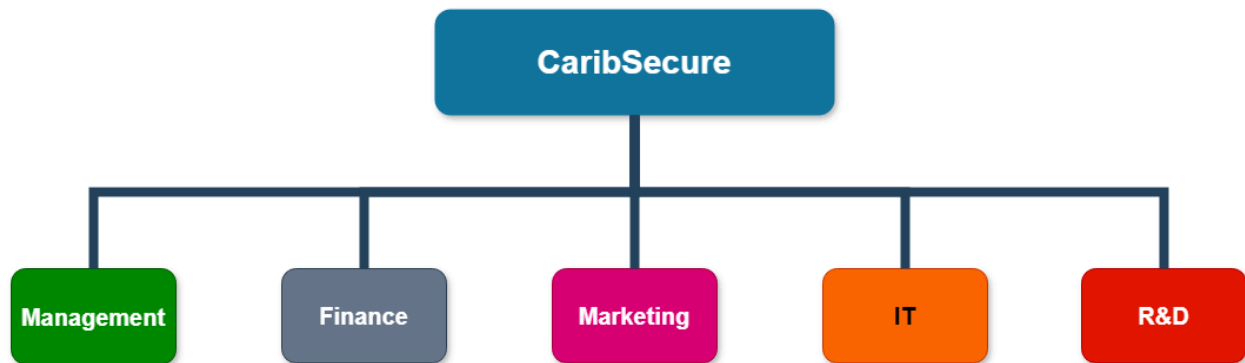 CaribSecure
Management
Finance
Marketing
IT
R&D